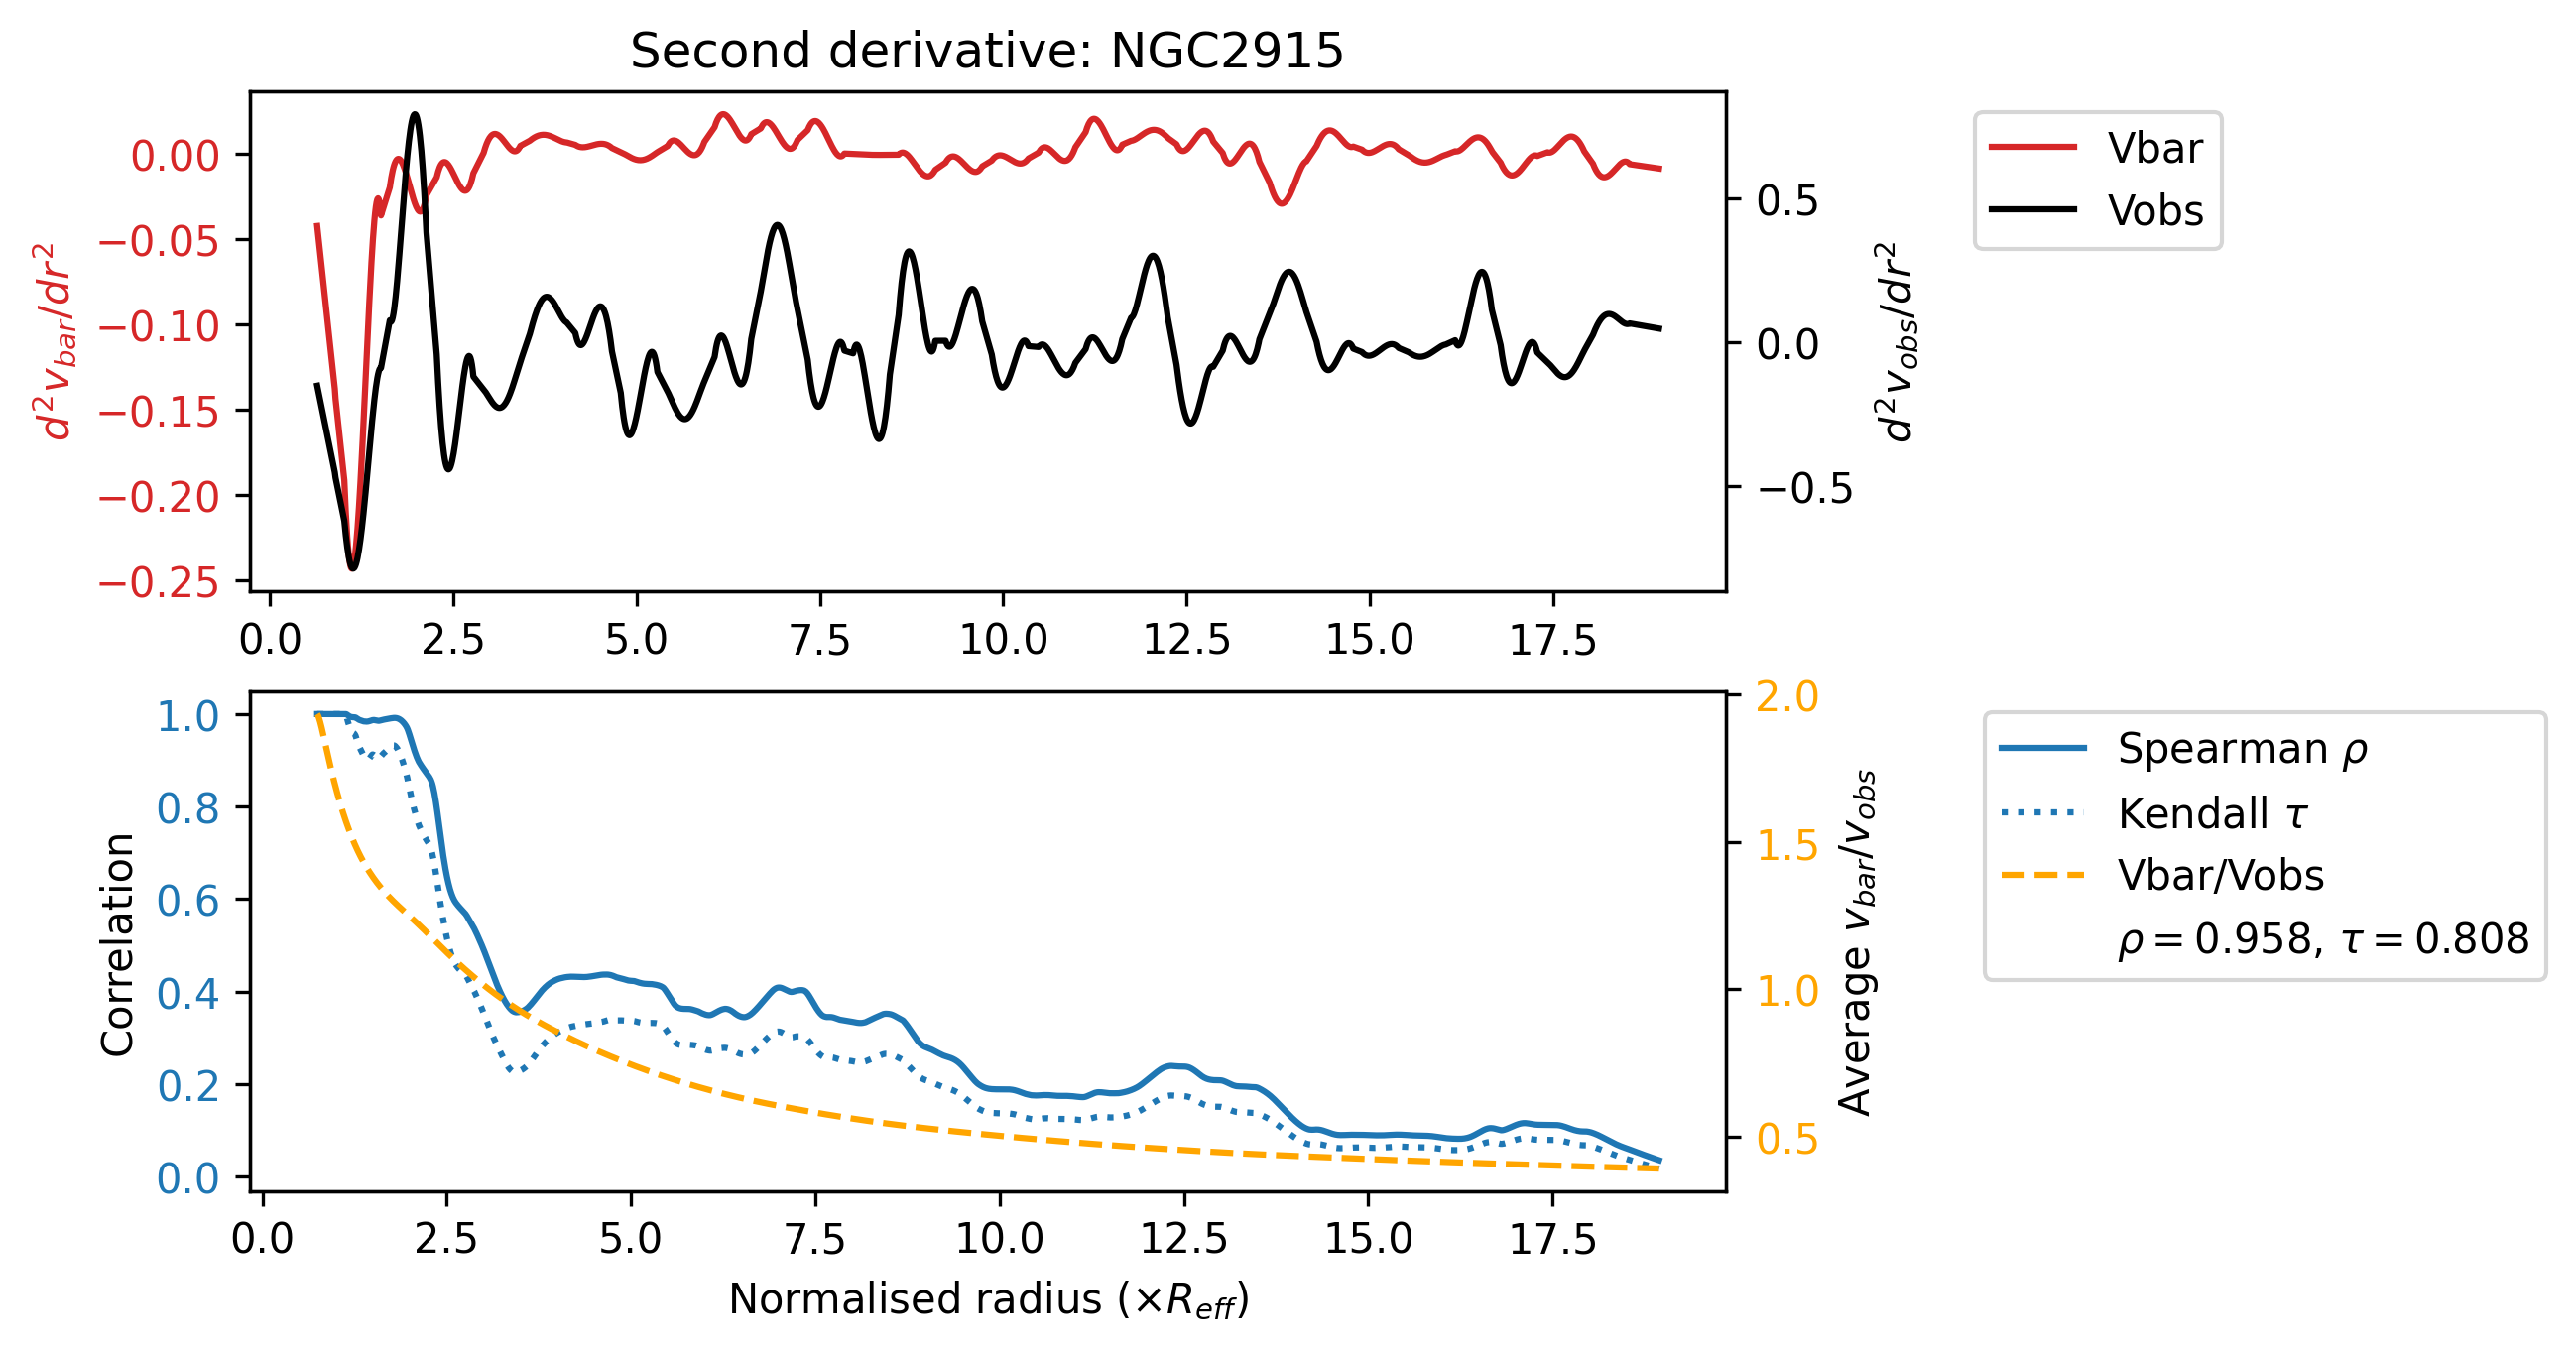 Second derivative: NGC2915
0.00
−0.05
−0.10
−0.15
−0.20
−0.25
d²v_bar/dr²
0.5
0.0
−0.5
d²v_obs/dr²
Vbar
Vobs
0.0 2.5 5.0 7.5 10.0 12.5 15.0 17.5
1.0
0.8
0.6
0.4
0.2
0.0
Correlation
2.0
1.5
1.0
0.5
Average v_bar/v_obs
Spearman ρ
Kendall τ
Vbar/Vobs
ρ = 0.958, τ = 0.808
0.0 2.5 5.0 7.5 10.0 12.5 15.0 17.5
Normalised radius (×R_eff)